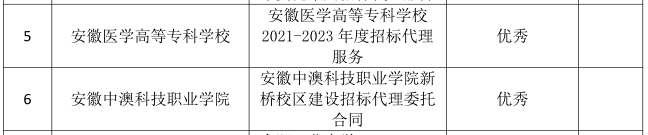 安徽医学高等专科学校
5 安徽医学高等专科学校 2021-2023 年度招标代理 优秀
服务
安徽中澳科技职业学院新
6 安徽中澳科技职业学院 桥校区建设招标代理委托 优秀
合同